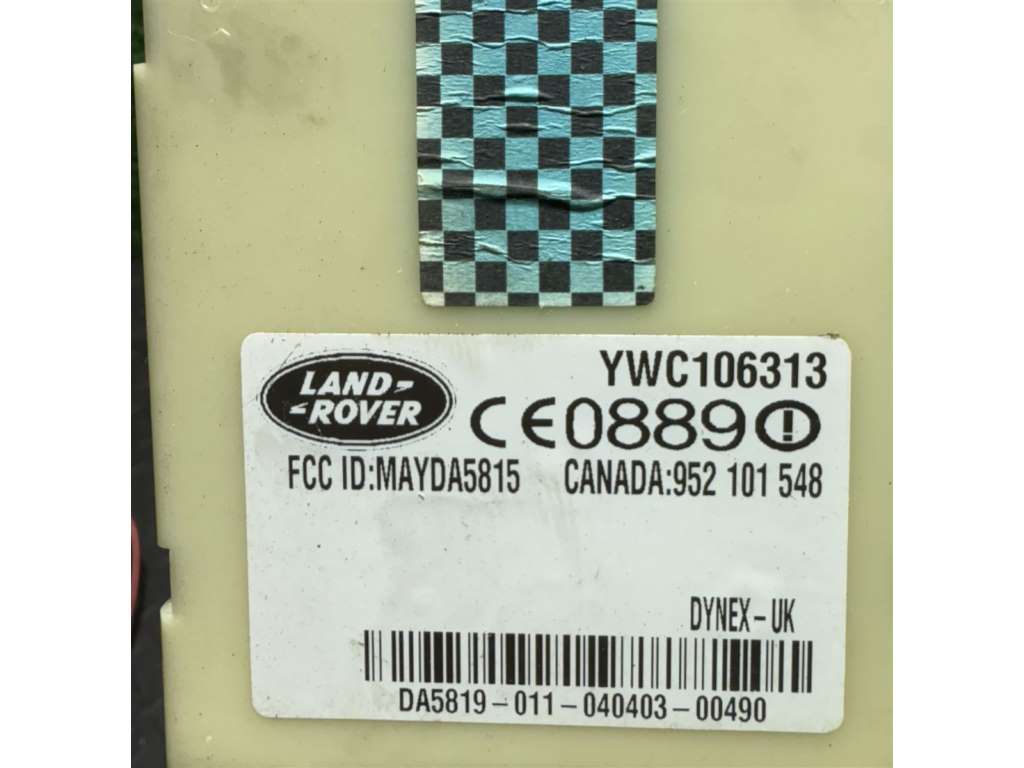 YWC106313
LAND-
-ROVER
CE0889
FCC ID:MAYDA5815 CANADA:952 101 548
DYNEX-UK
DA5819-011-040403-00490